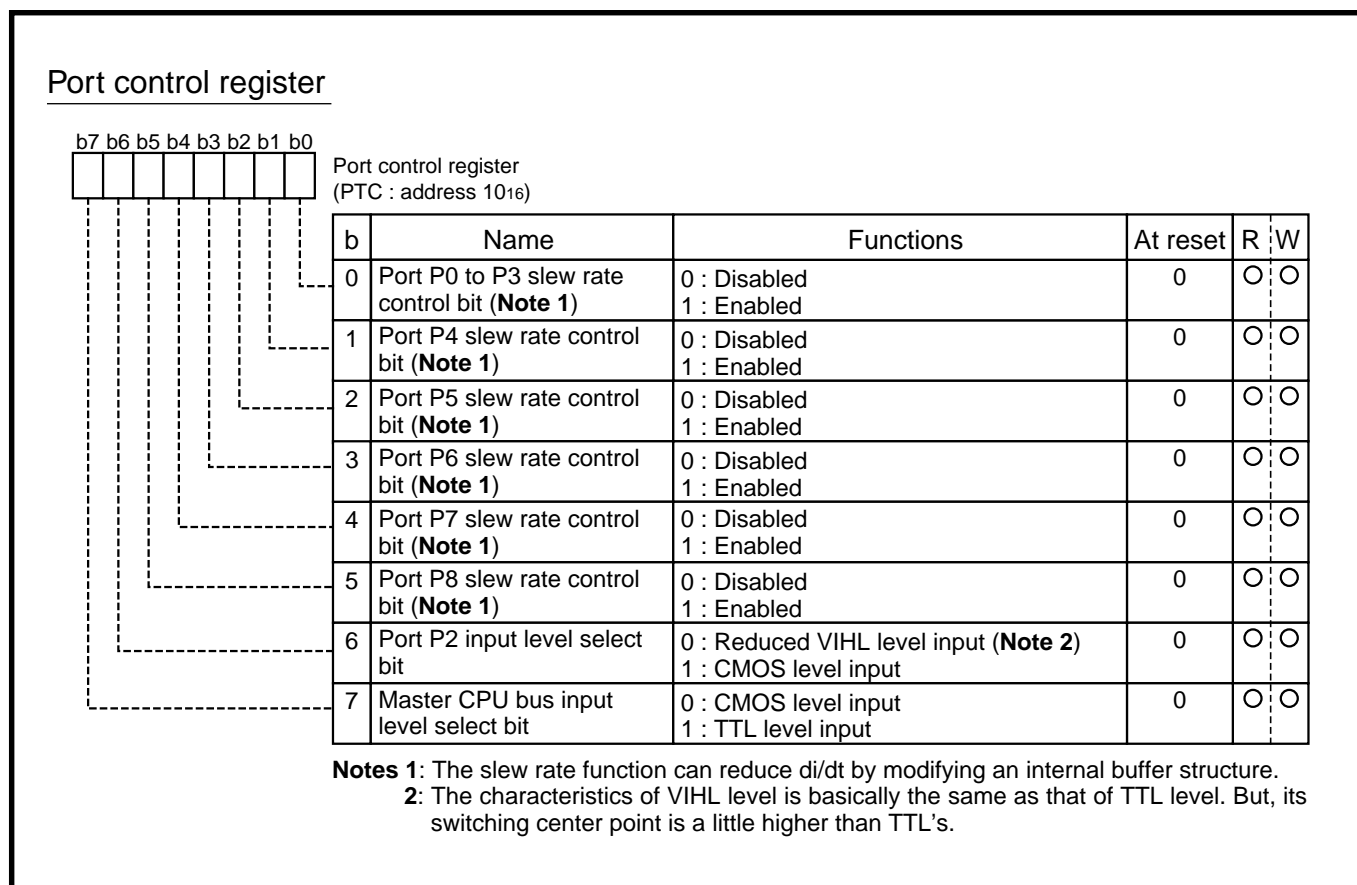 Port control register
b7 b6 b5 b4 b3 b2 b1 b0
Port control register
(PTC : address 1016)
b Name Functions At reset R W
0 Port P0 to P3 slew rate control bit (Note 1) 0 : Disabled 1 : Enabled 0 O O
1 Port P4 slew rate control bit (Note 1) 0 : Disabled 1 : Enabled 0 O O
2 Port P5 slew rate control bit (Note 1) 0 : Disabled 1 : Enabled 0 O O
3 Port P6 slew rate control bit (Note 1) 0 : Disabled 1 : Enabled 0 O O
4 Port P7 slew rate control bit (Note 1) 0 : Disabled 1 : Enabled 0 O O
5 Port P8 slew rate control bit (Note 1) 0 : Disabled 1 : Enabled 0 O O
6 Port P2 input level select bit 0 : Reduced VIHL level input (Note 2) 1 : CMOS level input 0 O O
7 Master CPU bus input level select bit 0 : CMOS level input 1 : TTL level input 0 O O
Notes 1: The slew rate function can reduce di/dt by modifying an internal buffer structure.
2: The characteristics of VIHL level is basically the same as that of TTL level. But, its
switching center point is a little higher than TTL's.